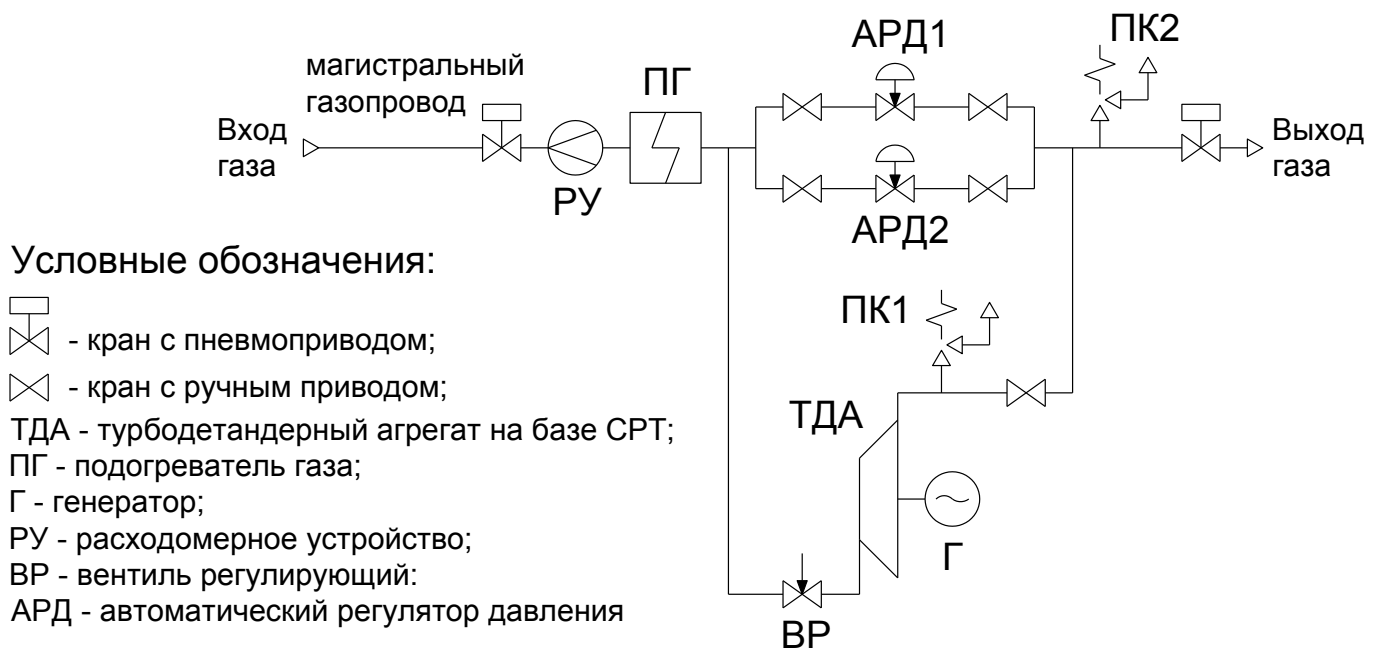 АРД1
ПК2
магистральный
газопровод
ПГ
Вход
газа
Выход
газа
РУ
АРД2
Условные обозначения:
ПК1
- кран с пневмоприводом;
- кран с ручным приводом;
ТДА
ТДА - турбодетандерный агрегат на базе СРТ;
ПГ - подогреватель газа;
Г - генератор;
РУ - расходомерное устройство;
Г
ВР - вентиль регулирующий:
АРД - автоматический регулятор давления
ВР